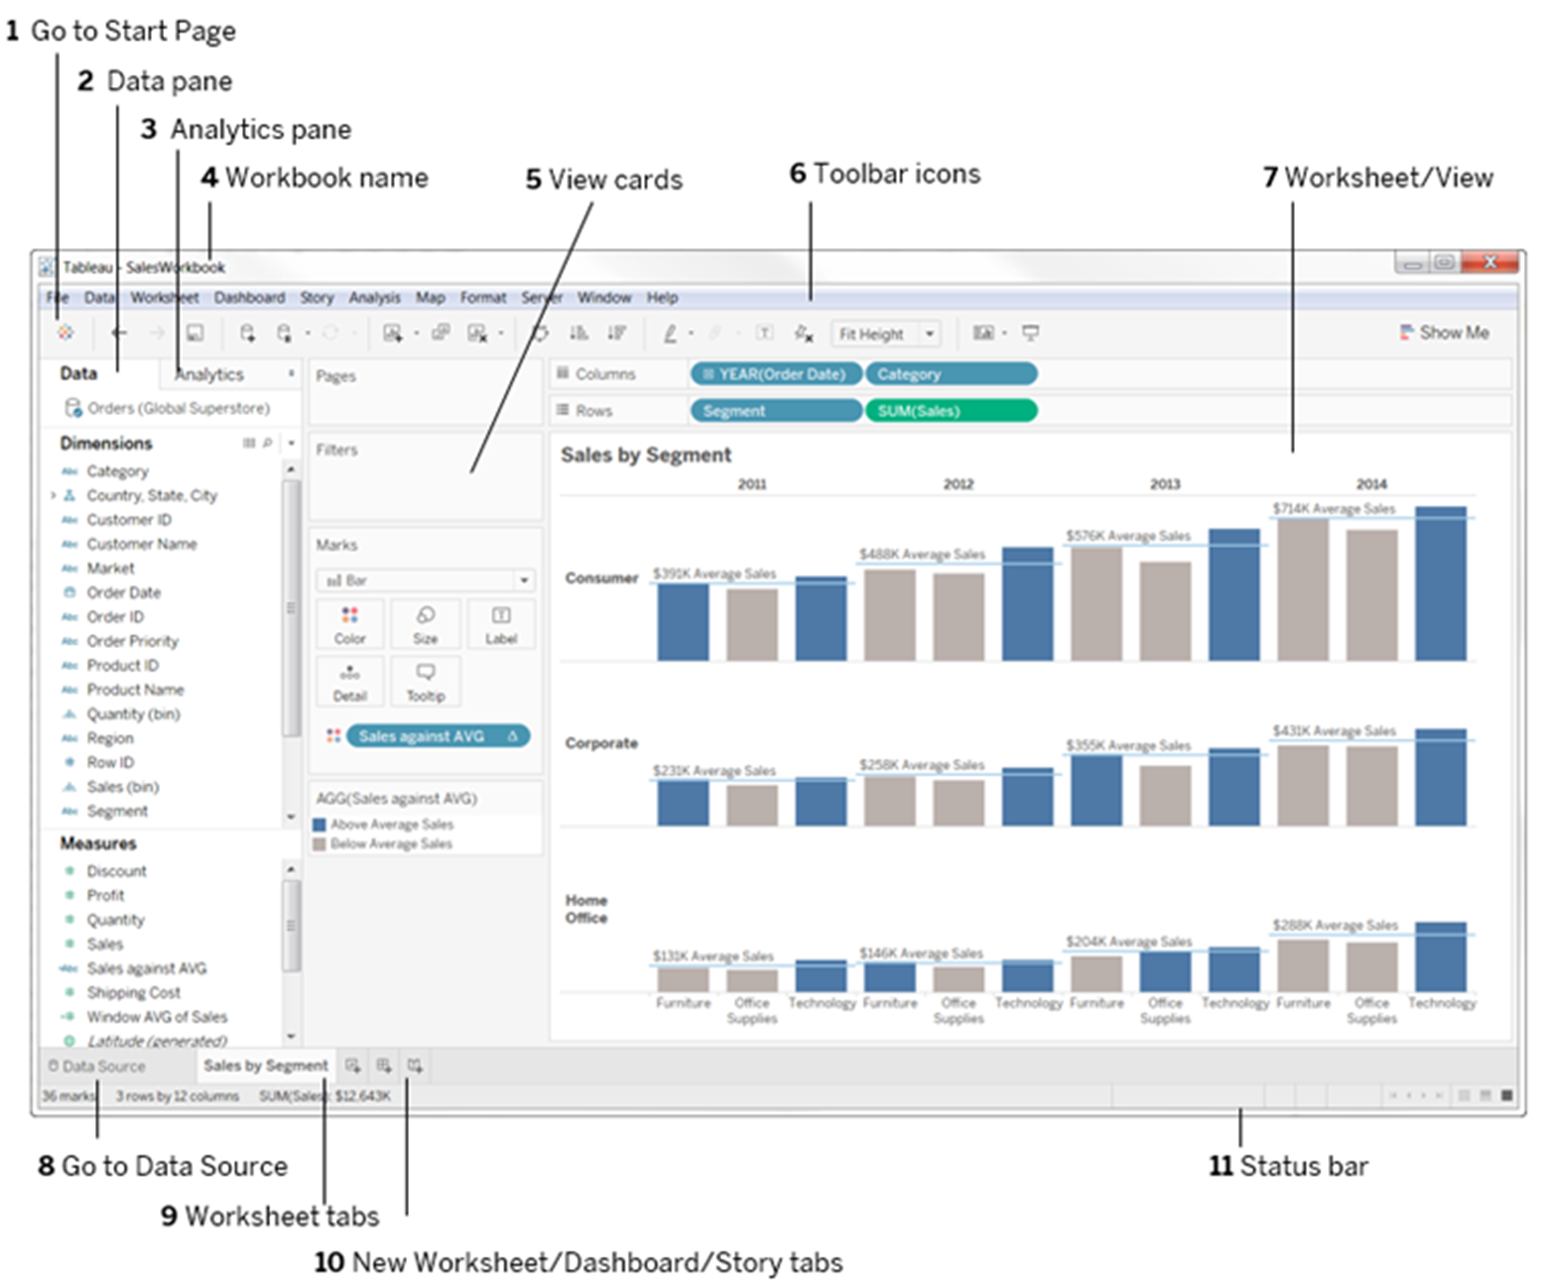 1 Go to Start Page
2 Data pane
3 Analytics pane
4 Workbook name
5 View cards
6 Toolbar icons
7 Worksheet/View
Tableau - SalesWorkbook
File Data Worksheet Dashboard Story Analysis Map Format Server Window Help
Fit Height
Show Me
Data Analytics
Orders (Global Superstore)
Dimensions
Abc Category
Country, State, City
Abc Customer ID
Abc Customer Name
Abc Market
Order Date
Abc Order ID
Abc Order Priority
Abc Product ID
Abc Product Name
Quantity (bin)
Abc Region
Row ID
Sales (bin)
Abc Segment
Measures
Discount
Profit
Quantity
Sales
Sales against AVG
Shipping Cost
Window AVG of Sales
Latitude (generated)
Pages
Filters
Marks
Bar
Color Size Label
Detail Tooltip
Sales against AVG
AGG(Sales against AVG)
Above Average Sales
Below Average Sales
Columns YEAR(Order Date) Category
Rows Segment SUM(Sales)
Sales by Segment
2011 2012 2013 2014
Consumer
$391K Average Sales $488K Average Sales $576K Average Sales $714K Average Sales
Corporate
$231K Average Sales $258K Average Sales $355K Average Sales $431K Average Sales
Home
Office
$131K Average Sales $146K Average Sales $204K Average Sales $288K Average Sales
Furniture Office Technology Furniture Office Technology Furniture Office Technology Furniture Office Technology
Supplies Supplies Supplies Supplies
Data Source Sales by Segment
36 marks 3 rows by 12 columns SUM(Sales): $12,643K
8 Go to Data Source
9 Worksheet tabs
10 New Worksheet/Dashboard/Story tabs
11 Status bar